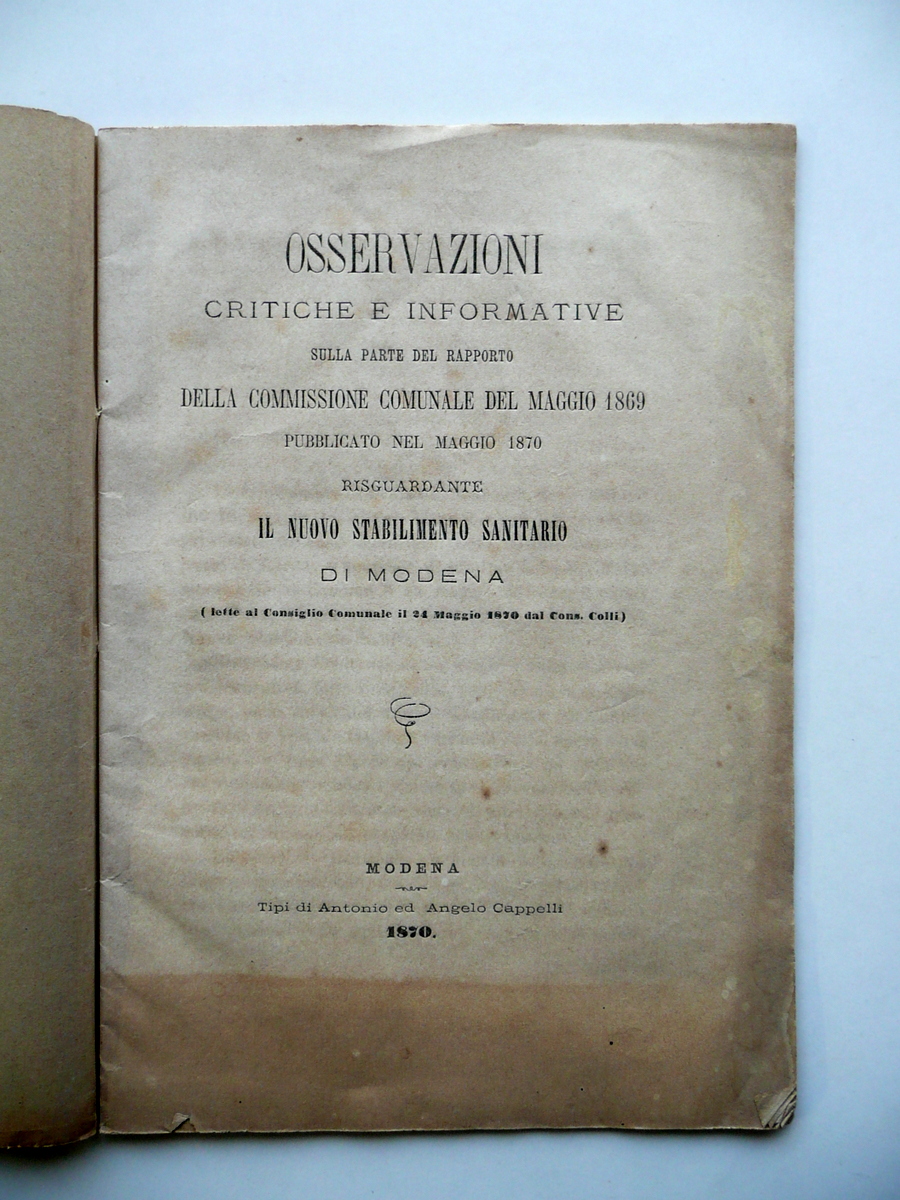 OSSERVAZIONI
CRITICHE E INFORMATIVE
SULLA PARTE DEL RAPPORTO
DELLA COMMISSIONE COMUNALE DEL MAGGIO 1869
PUBBLICATO NEL MAGGIO 1870
RISGUARDANTE
IL NUOVO STABILIMENTO SANITARIO
DI MODENA
( lette al Consiglio Comunale il 24 Maggio 1870 dal Cons. Colli)
MODENA
Tipi di Antonio ed Angelo Cappelli
1870.